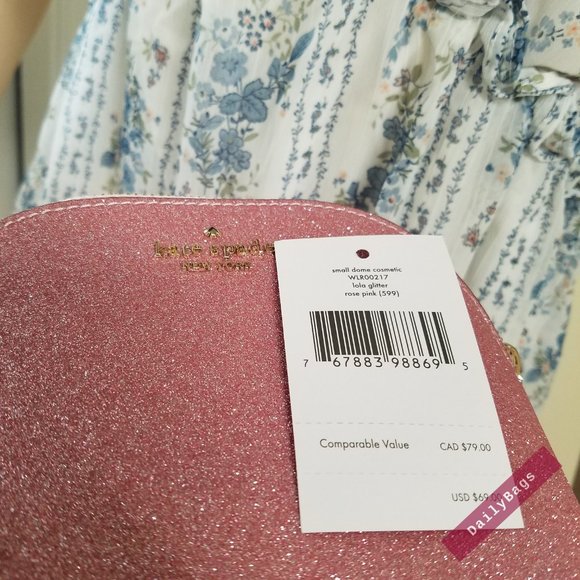 kate spade
NEW YORK
small dome cosmetic
WLR00217
lola glitter
rose pink (599)
7 67883 98869 5
Comparable Value CAD $79.00
USD $69.00
DailyBags